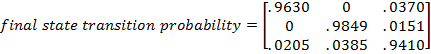 final state transition probability = [.9630 0 .0370
0 .9849 .0151
.0205 .0385 .9410]